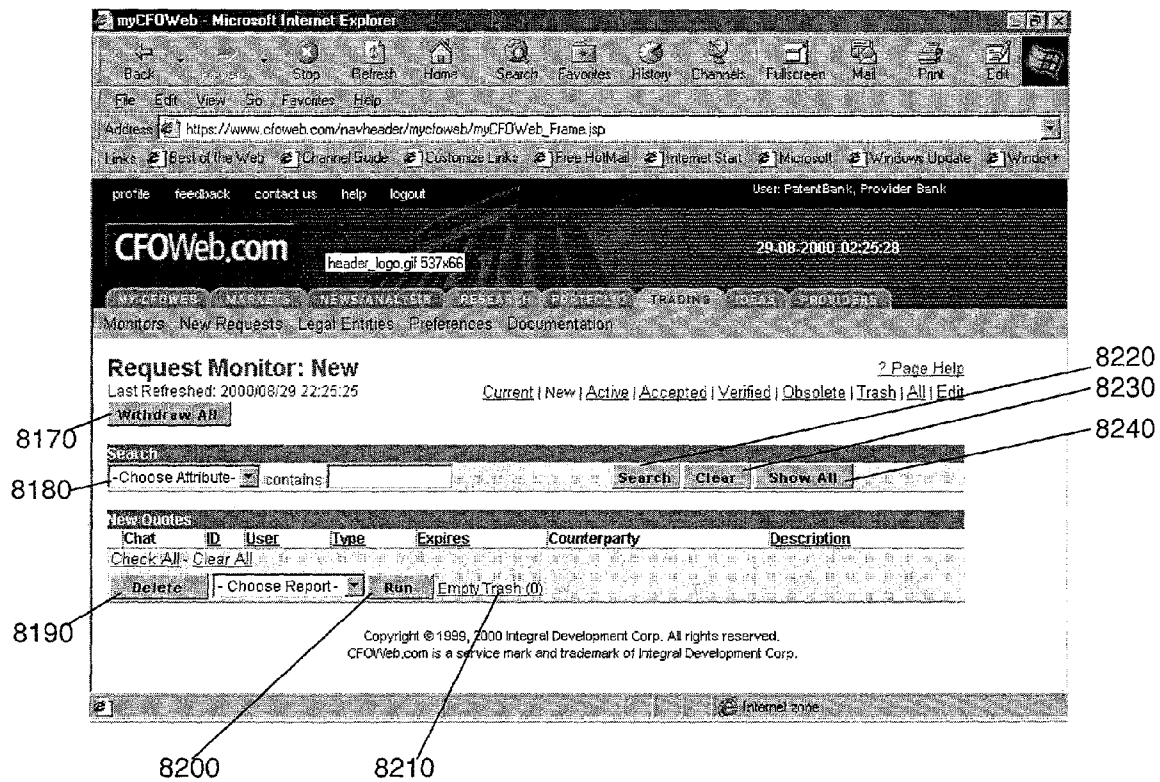 myCFOWeb - Microsoft Internet Explorer
Back Stop Refresh Home Search Favorites History Channels Fullscreen Mail Print Edit
File Edit View Go Favorites Help
Address https://www.cfoweb.com/navheader/mycfoweb/myCFOWeb_Frame.jsp
Links Best of the Web Channel Guide Customize Links Free HotMail Internet Start Microsoft Windows Update Window
profile feedback contact us help logout User: PatentBank, Provider Bank
CFOWeb.com header_logo.gif 537x66 29-08-2000 02:25:28
MY CFOWEB MARKETS NEWS/ANALYSIS RESEARCH TRADING IDEAS PROVIDERS
Monitors New Requests Legal Entities Preferences Documentation
Request Monitor: New ? Page Help 8220
Last Refreshed: 2000/08/29 22:25:25 Current | New | Active | Accepted | Verified | Obsolete | Trash | All | Edit 8230
8170 Withdraw All 8240
Search
8180 -Choose Attribute- contains Search Clear Show All
New Quotes
Chat ID User Type Expires Counterparty Description
Check All - Clear All
Delete - Choose Report - Run Empty Trash (0)
8190
Copyright © 1999, 2000 Integral Development Corp. All rights reserved.
CFOWeb.com is a service mark and trademark of Integral Development Corp.
Internet zone
8200 8210